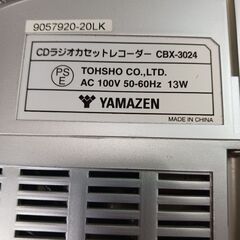 9057920-20LK
CDラジオカセットレコーダー CBX-3024
PS
E
TOHSHO CO.,LTD.
AC 100V 50-60Hz 13W
YAMAZEN
MADE IN CHINA